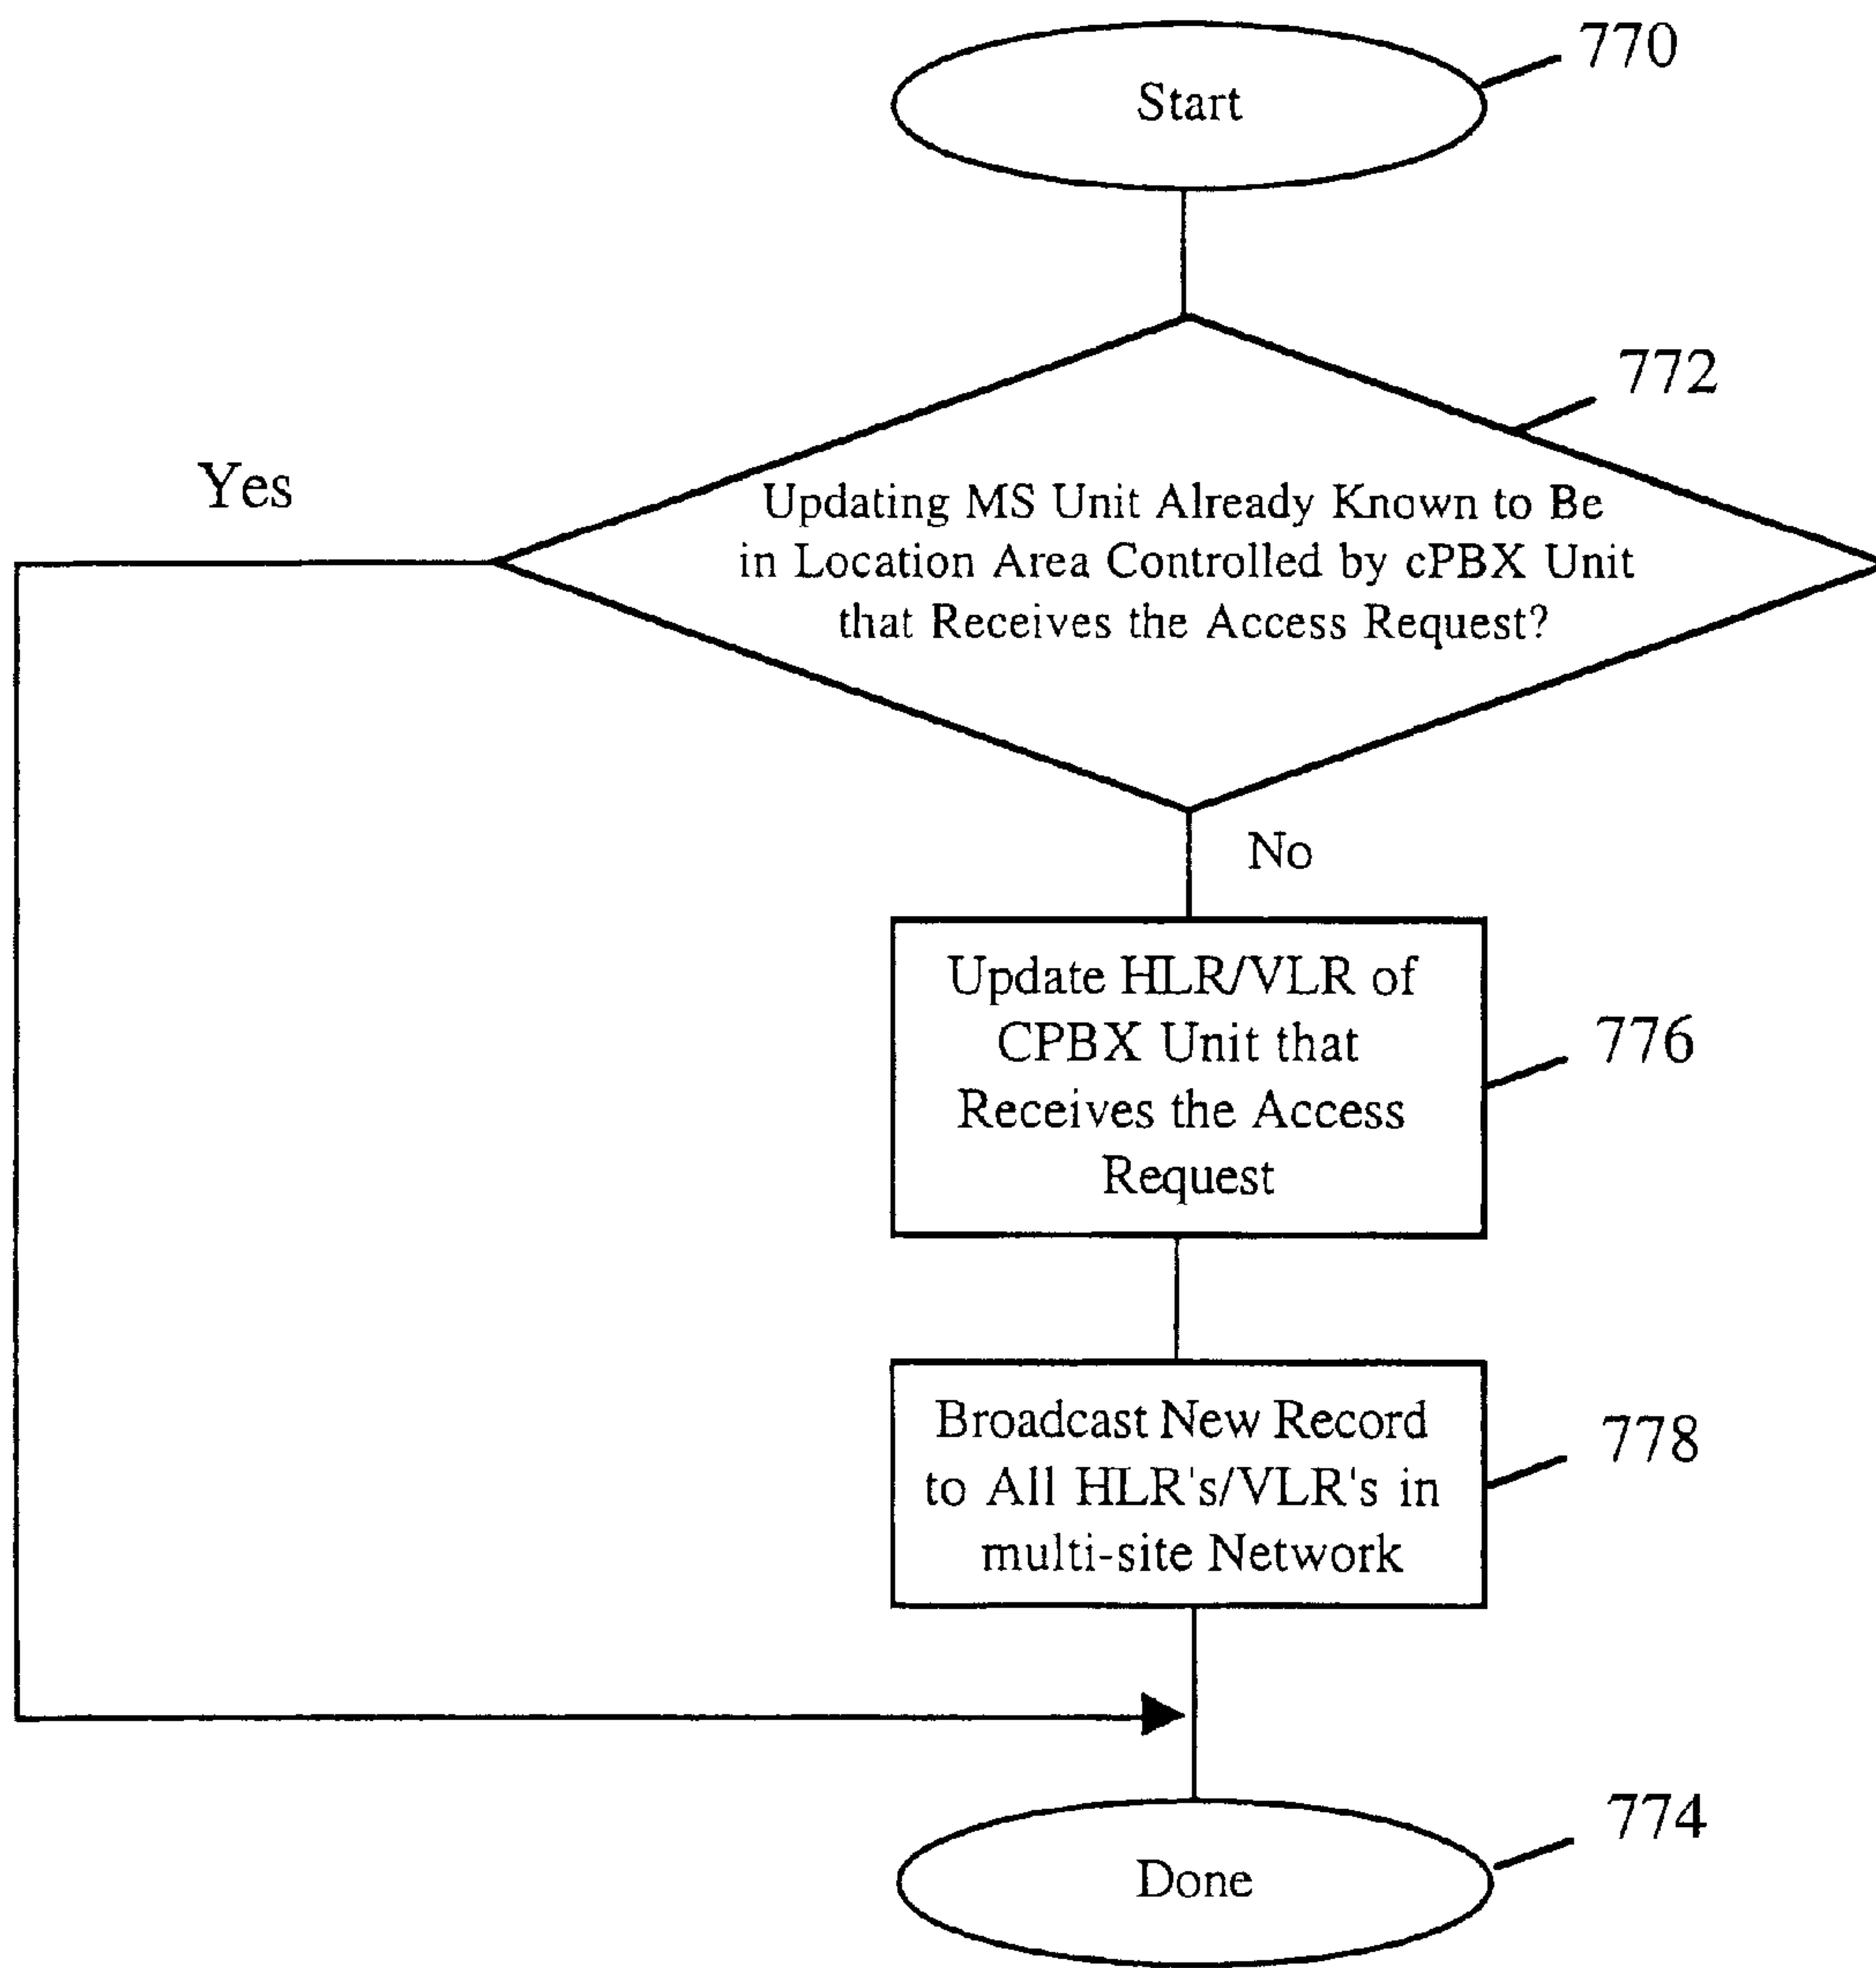 Start
770
772
Yes
Updating MS Unit Already Known to Be
in Location Area Controlled by cPBX Unit
that Receives the Access Request?
No
Update HLR/VLR of
CPBX Unit that
Receives the Access
Request
776
Broadcast New Record
to All HLR's/VLR's in
multi-site Network
778
774
Done